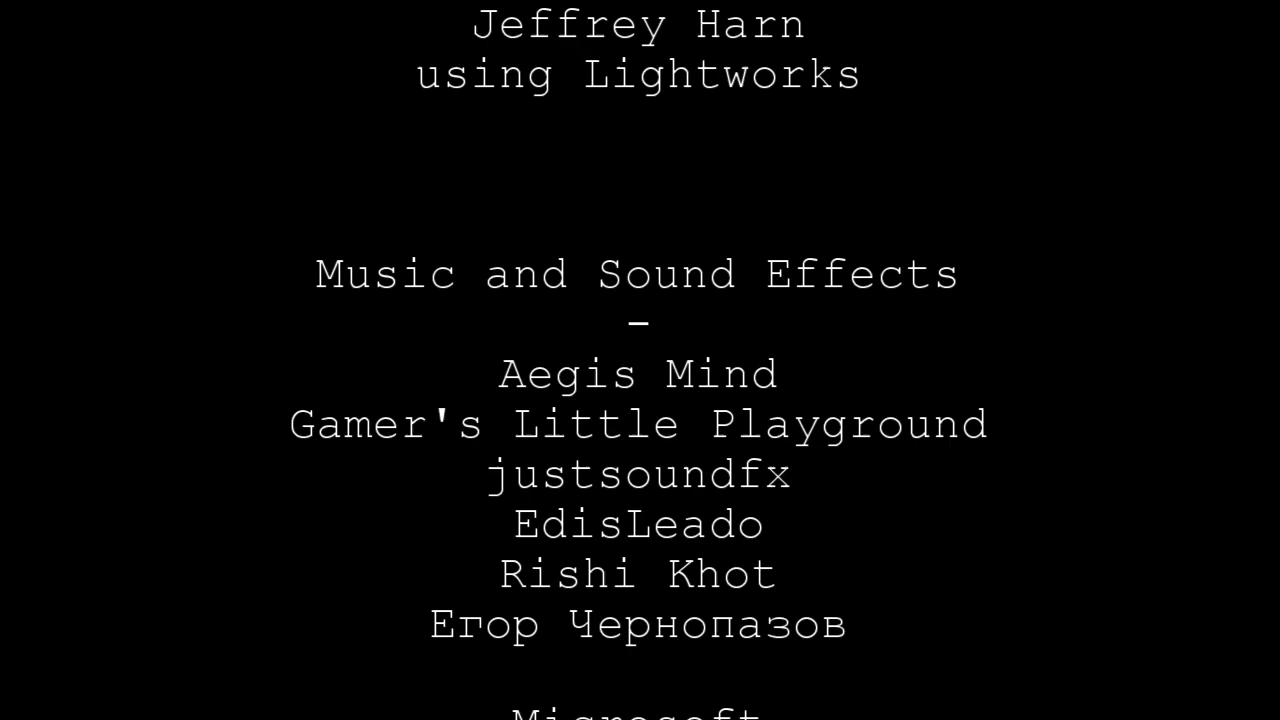 Jeffrey Harn
using Lightworks
Music and Sound Effects
-
Aegis Mind
Gamer's Little Playground
justsoundfx
EdisLeado
Rishi Khot
Егор Чернопазов
Microsoft